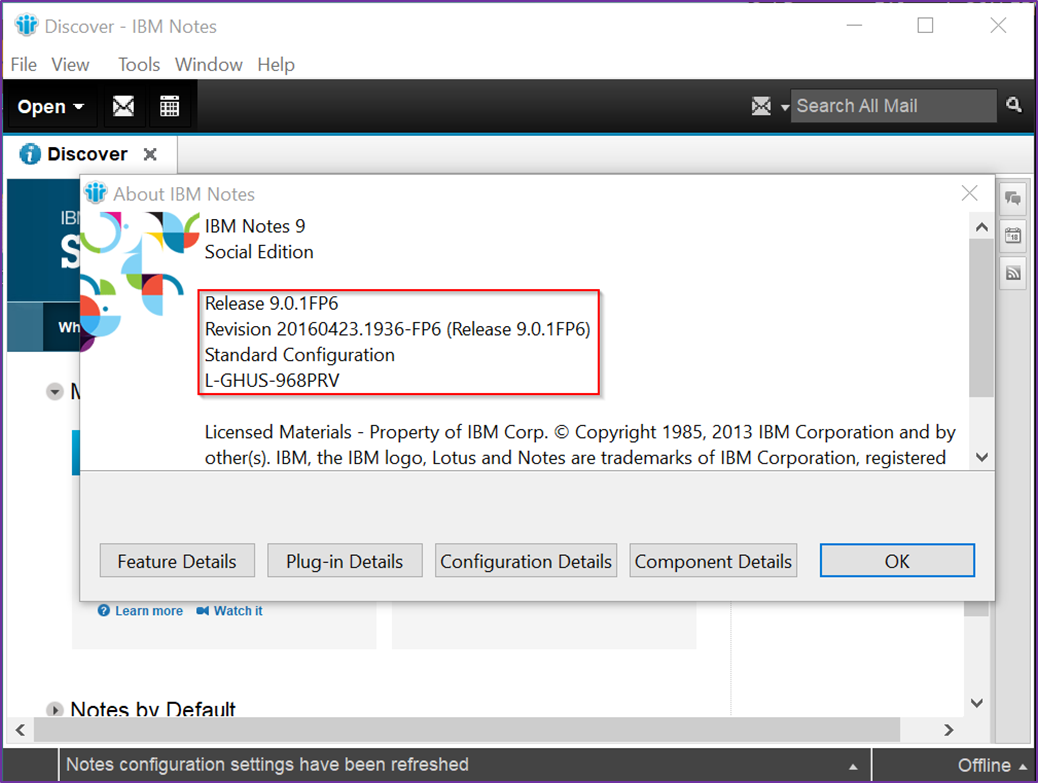 Discover - IBM Notes
File View Tools Window Help
Open
Search All Mail
Discover
About IBM Notes
IBM Notes 9
Social Edition
Release 9.0.1FP6
Revision 20160423.1936-FP6 (Release 9.0.1FP6)
Standard Configuration
L-GHUS-968PRV
Licensed Materials - Property of IBM Corp. © Copyright 1985, 2013 IBM Corporation and by
other(s). IBM, the IBM logo, Lotus and Notes are trademarks of IBM Corporation, registered
Feature Details Plug-in Details Configuration Details Component Details OK
Learn more Watch it
Notes by Default
Notes configuration settings have been refreshed
Offline